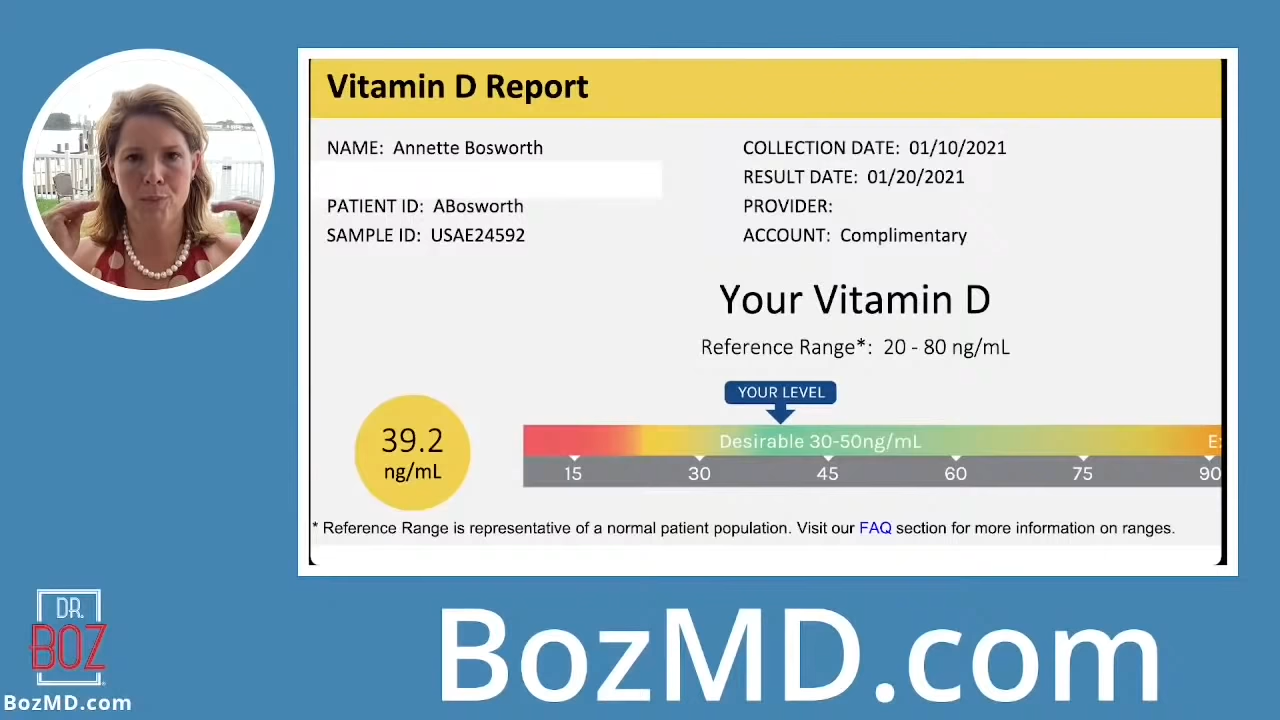 Vitamin D Report
NAME: Annette Bosworth
COLLECTION DATE: 01/10/2021
RESULT DATE: 01/20/2021
PATIENT ID: ABosworth
PROVIDER:
SAMPLE ID: USAE24592
ACCOUNT: Complimentary
Your Vitamin D
Reference Range*: 20 - 80 ng/mL
YOUR LEVEL
39.2
ng/mL
Desirable 30-50ng/mL
15 30 45 60 75 90
* Reference Range is representative of a normal patient population. Visit our FAQ section for more information on ranges.
DR.
BOZ
BozMD.com
BozMD.com